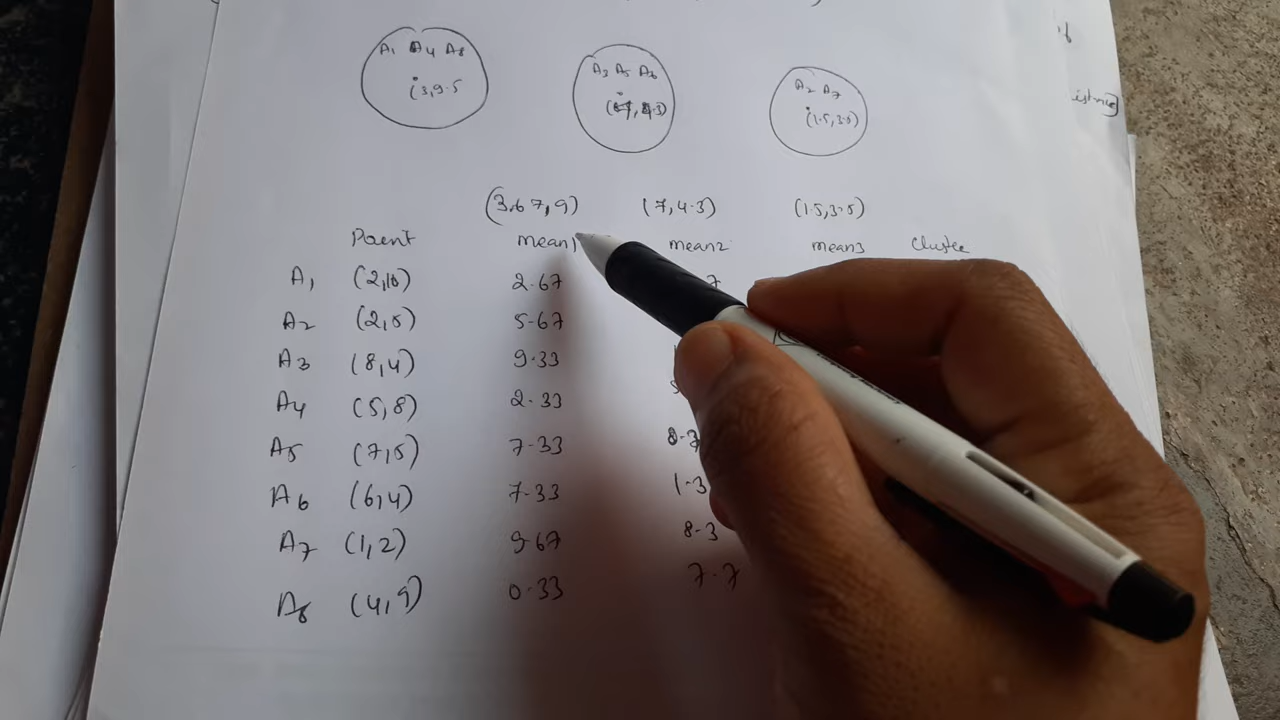 A1 A4 A8
(3,9.5
A3 A5 A6
A2 A7
(1.5,3.5)
(3.67,9) (7,4.3) (1.5,3.5)
Point mean1 mean2 mean3 Cluster
A1 (2,10) 2.67 7
A2 (2,5) 5.67
A3 (8,4) 9.33
A4 (5,8) 2.33
A5 (7,5) 7.33 8.3
A6 (6,4) 7.33 1.3
A7 (1,2) 9.67 8.3
A8 (4,9) 0.33 7.7